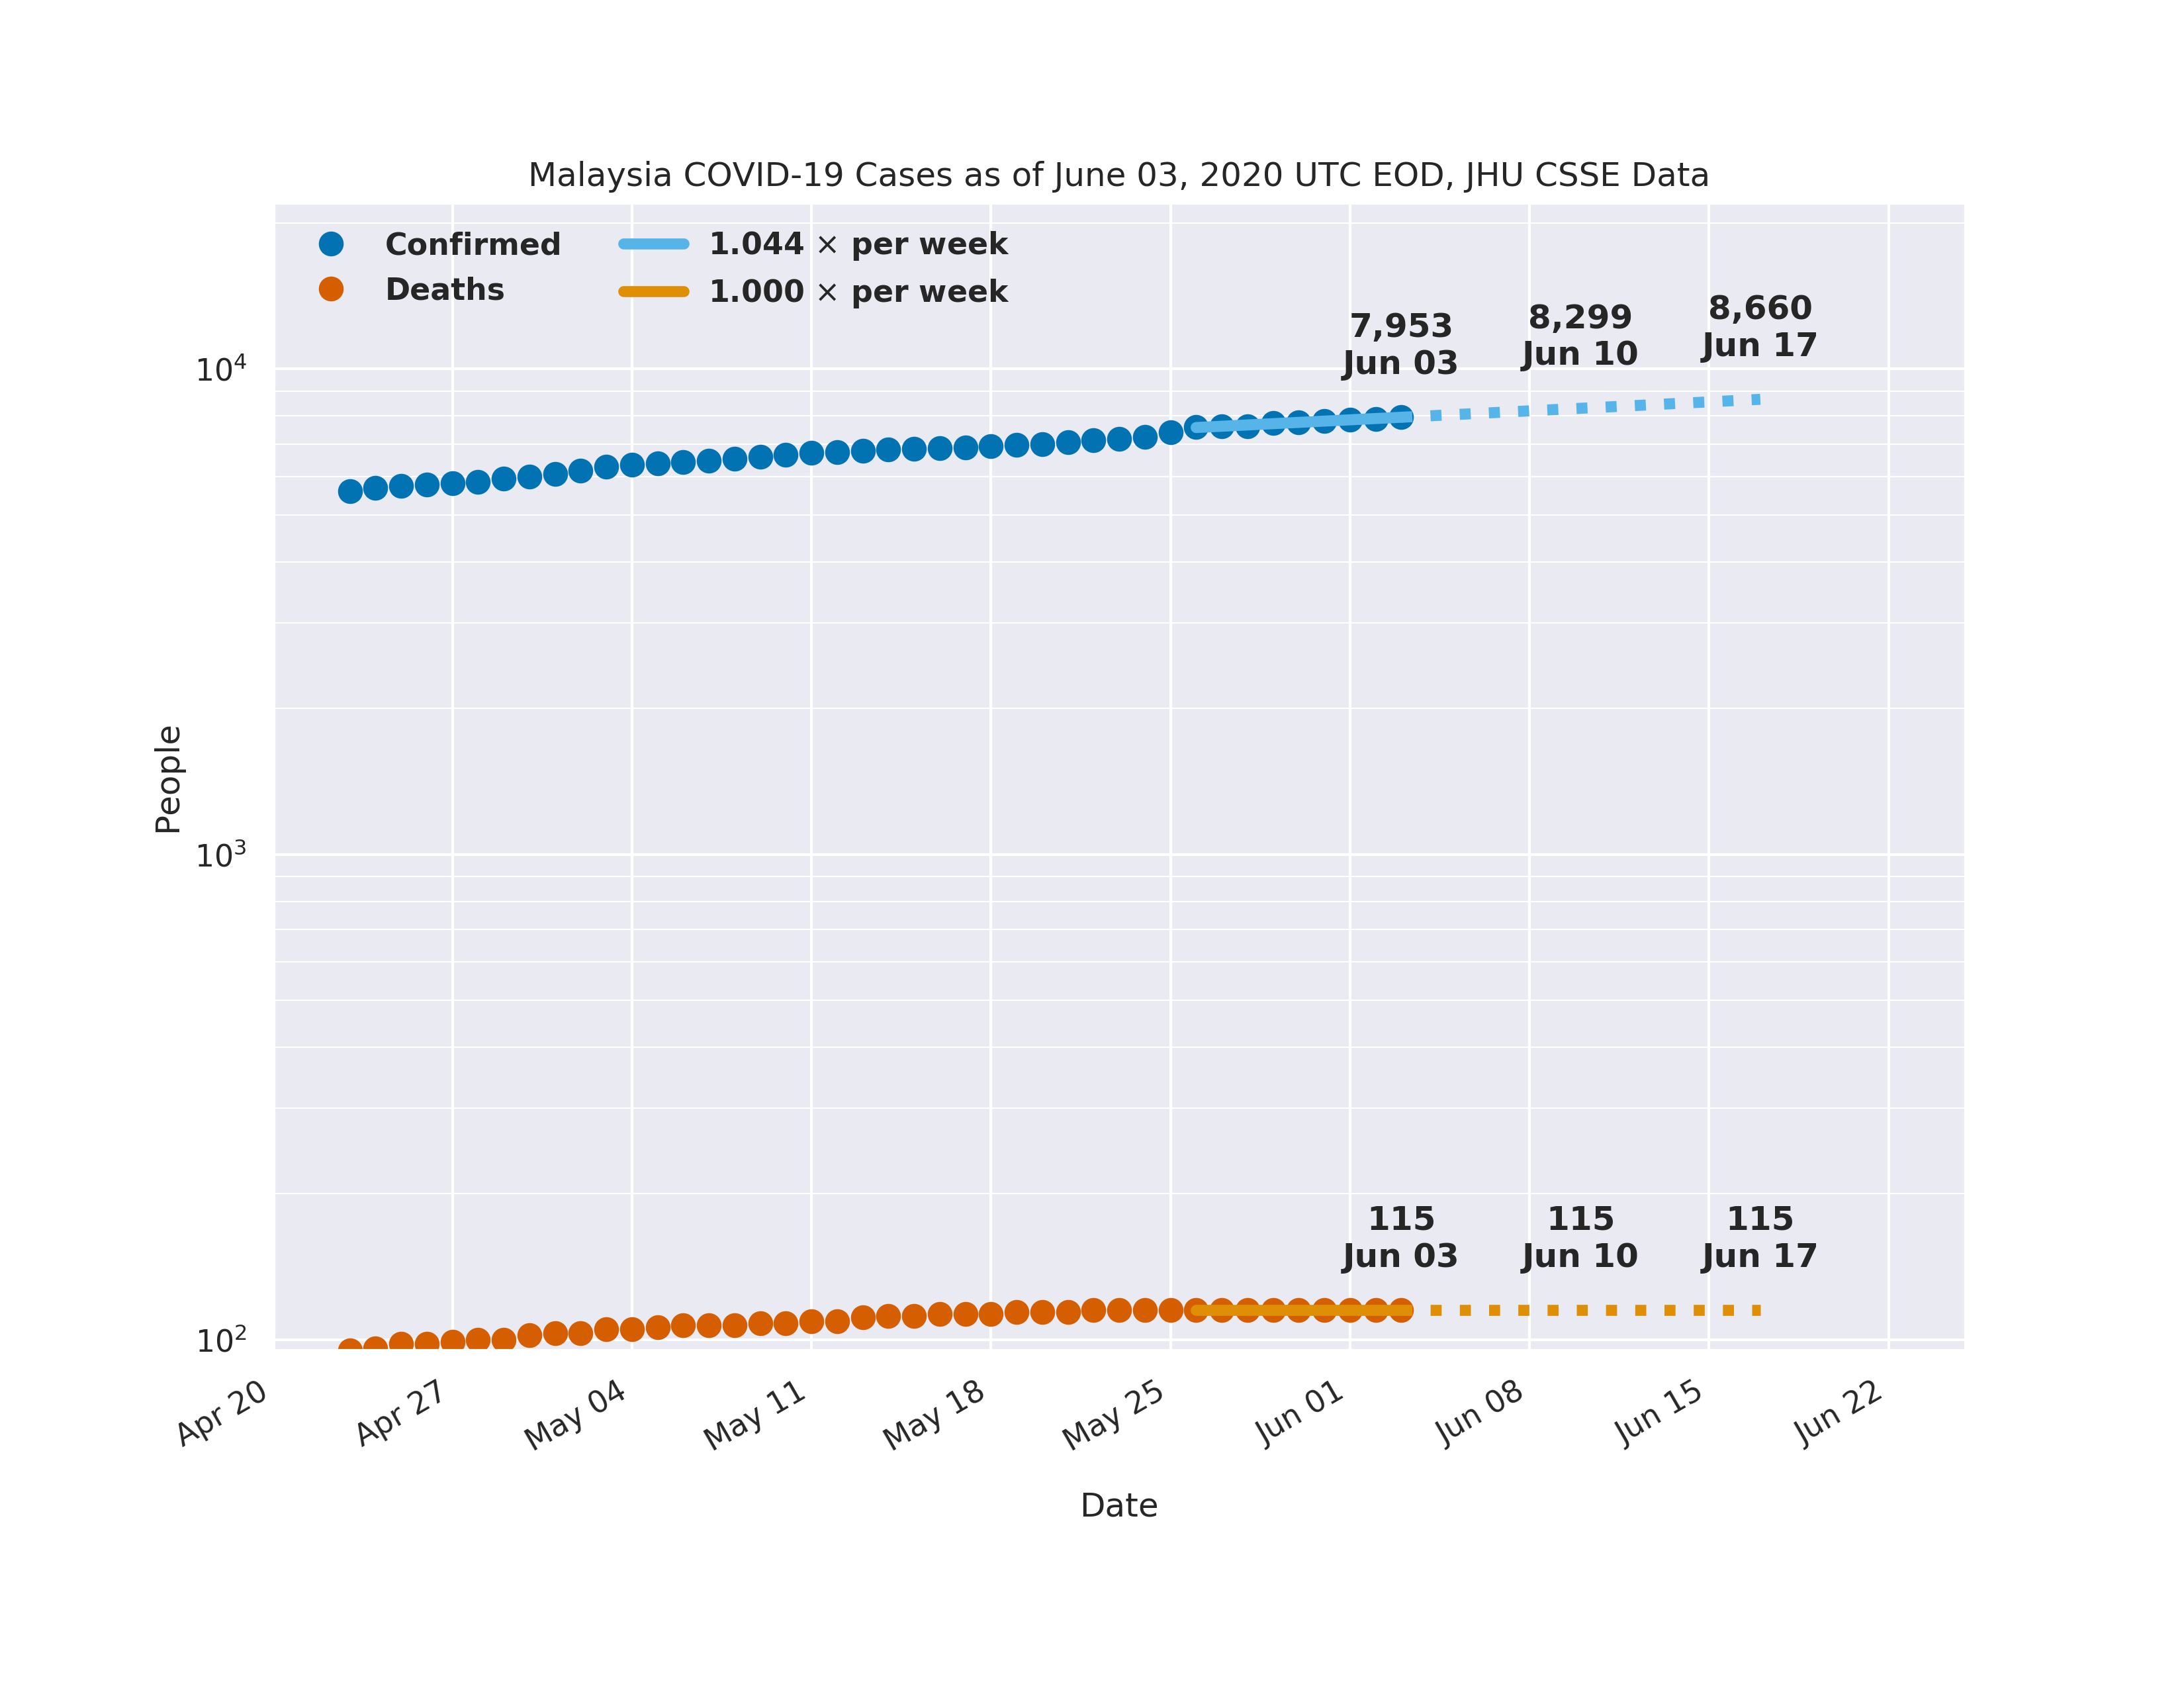 Malaysia COVID-19 Cases as of June 03, 2020 UTC EOD, JHU CSSE Data
Confirmed
Deaths
1.044 × per week
1.000 × per week
7,953
Jun 03
8,299
Jun 10
8,660
Jun 17
10⁴
10³
10²
People
115
Jun 03
115
Jun 10
115
Jun 17
Apr 20
Apr 27
May 04
May 11
May 18
May 25
Jun 01
Jun 08
Jun 15
Jun 22
Date